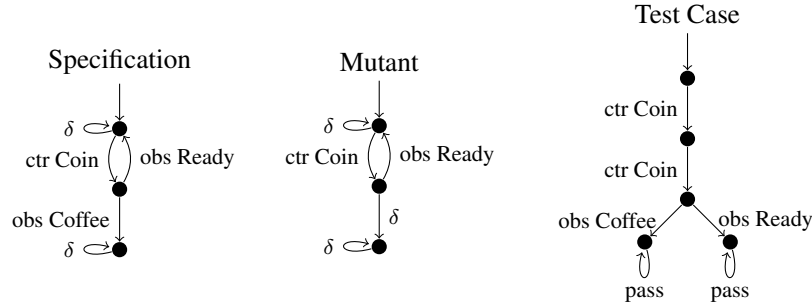 Specification
δ
ctr Coin
obs Ready
obs Coffee
δ
Mutant
δ
ctr Coin
obs Ready
δ
δ
Test Case
ctr Coin
ctr Coin
obs Coffee
obs Ready
pass
pass